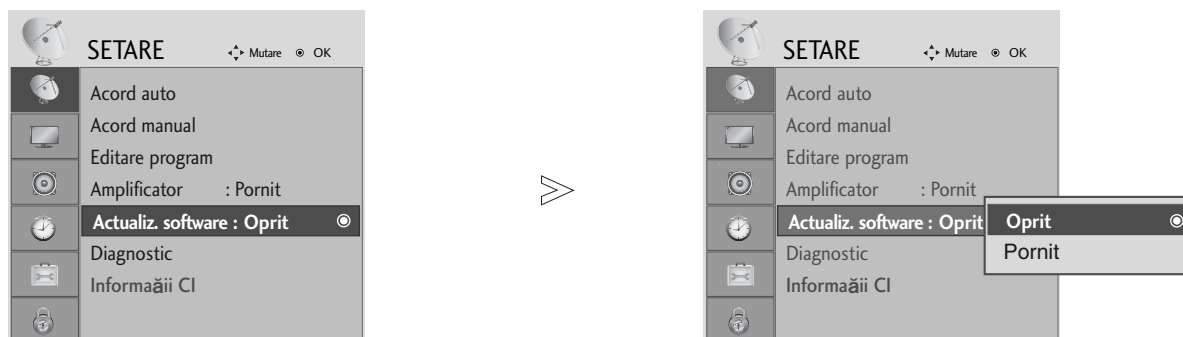 SETARE Mutare OK
Acord auto
Acord manual
Editare program
Amplificator : Pornit
Actualiz. software : Oprit
Diagnostic
Informaăii CI
SETARE Mutare OK
Acord auto
Acord manual
Editare program
Amplificator : Pornit
Actualiz. software : Oprit
Diagnostic
Informaăii CI
Oprit
Pornit